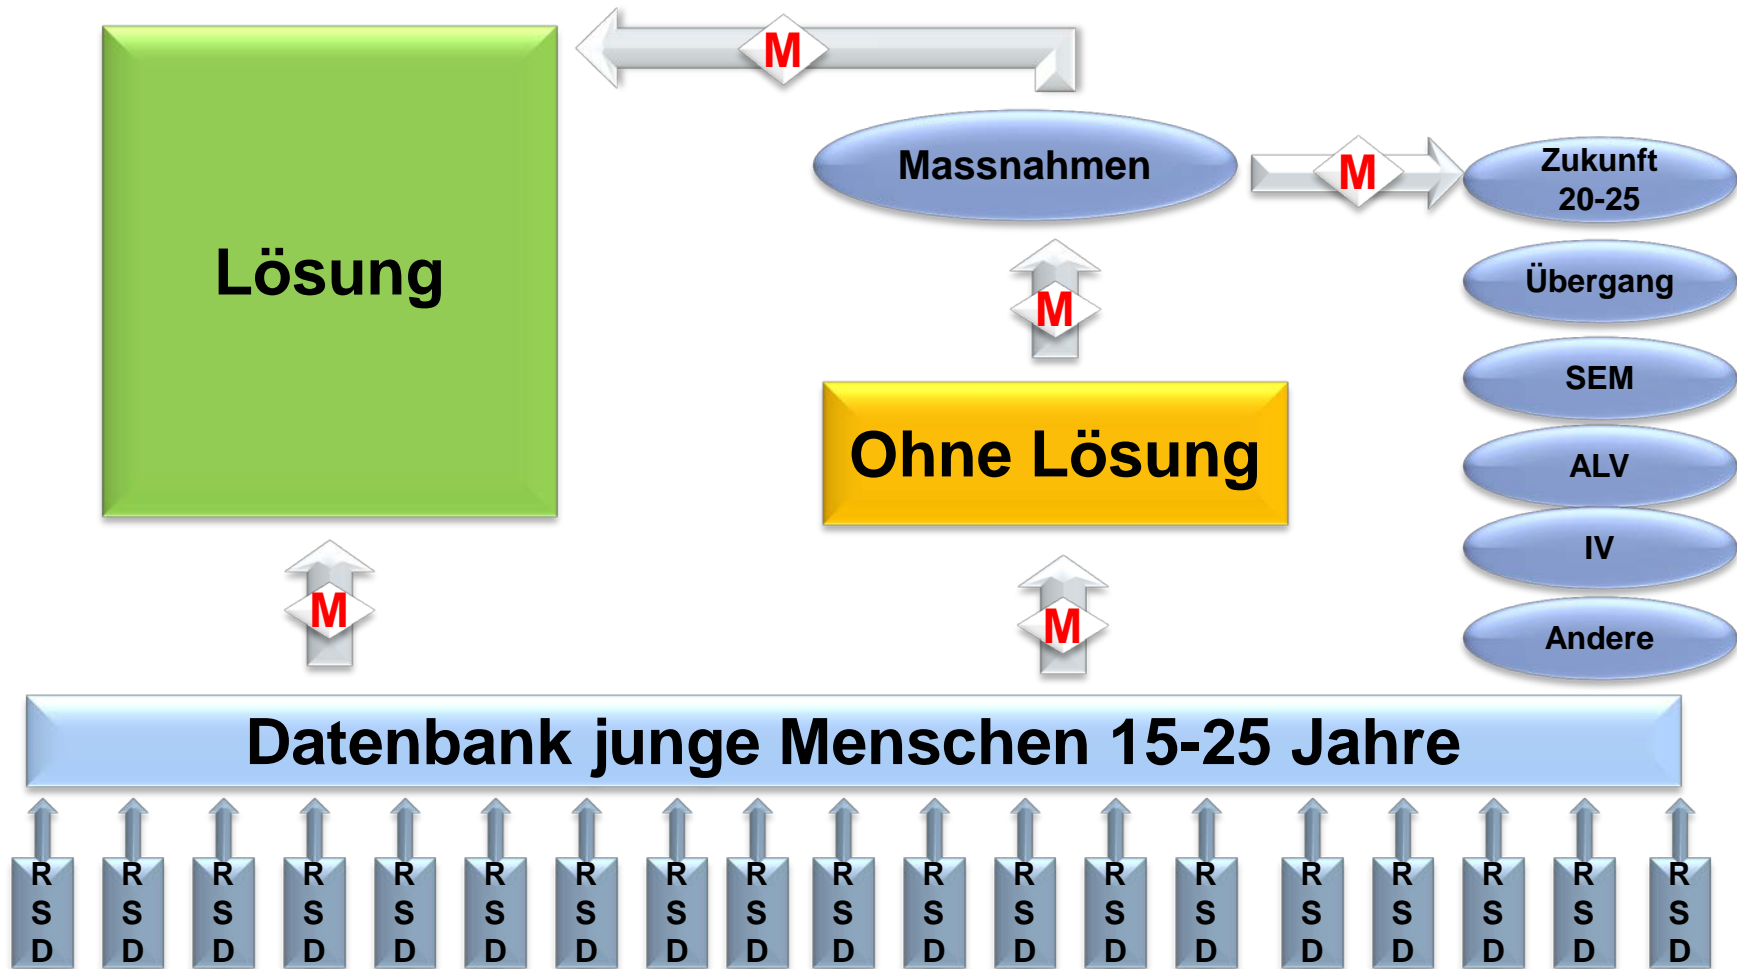 M
Massnahmen
M
Zukunft
20-25
Lösung
Übergang
M
SEM
Ohne Lösung
ALV
IV
M
M
Andere
Datenbank junge Menschen 15-25 Jahre
R R R R R R R R R R R R R R R R R R
S S S S S S S S S S S S S S S S S S
D D D D D D D D D D D D D D D D D D